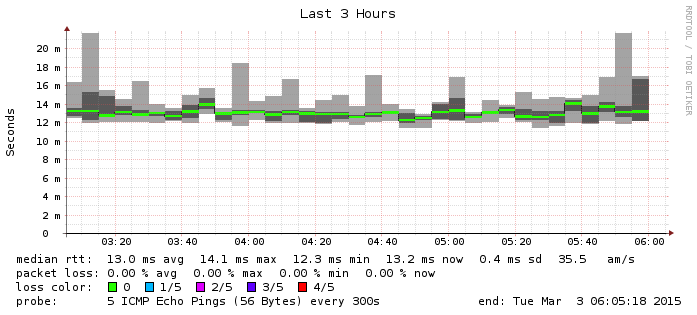 Last 3 Hours
RRDTOOL / TOBI OETIKER
20 m
18 m
16 m
14 m
12 m
10 m
8 m
6 m
4 m
2 m
0
Seconds
03:20 03:40 04:00 04:20 04:40 05:00 05:20 05:40 06:00
median rtt: 13.0 ms avg 14.1 ms max 12.3 ms min 13.2 ms now 0.4 ms sd 35.5 am/s
packet loss: 0.00 % avg 0.00 % max 0.00 % min 0.00 % now
loss color: 0 1/5 2/5 3/5 4/5
probe: 5 ICMP Echo Pings (56 Bytes) every 300s end: Tue Mar 3 06:05:18 2015